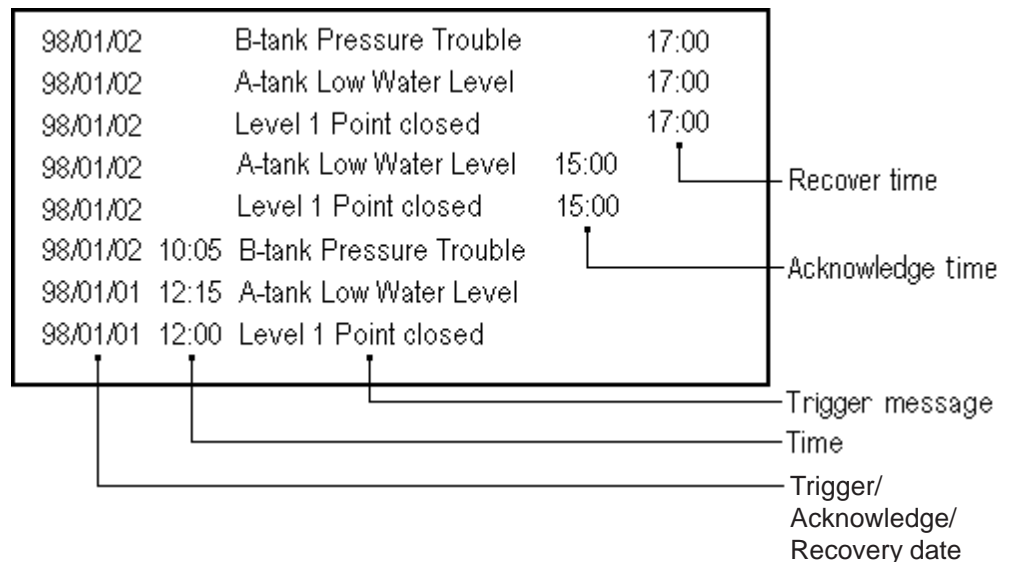 98/01/02 B-tank Pressure Trouble 17:00
98/01/02 A-tank Low Water Level 17:00
98/01/02 Level 1 Point closed 17:00
98/01/02 A-tank Low Water Level 15:00
98/01/02 Level 1 Point closed 15:00
98/01/02 10:05 B-tank Pressure Trouble
98/01/01 12:15 A-tank Low Water Level
98/01/01 12:00 Level 1 Point closed
Recover time
Acknowledge time
Trigger message
Time
Trigger/
Acknowledge/
Recovery date